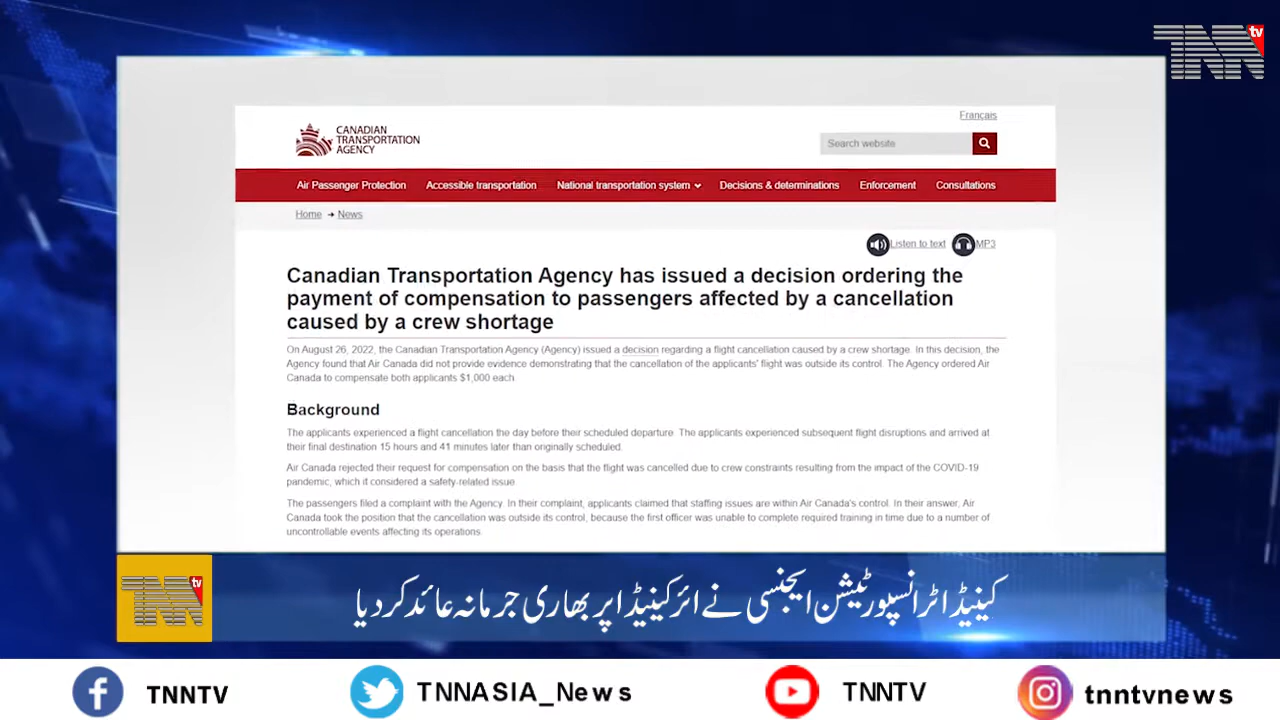 TNN tv
Français
CANADIAN
TRANSPORTATION
AGENCY
Search website
Air Passenger Protection Accessible transportation National transportation system Decisions & determinations Enforcement Consultations
Home → News
Listen to text MP3
Canadian Transportation Agency has issued a decision ordering the
payment of compensation to passengers affected by a cancellation
caused by a crew shortage
On August 26, 2022, the Canadian Transportation Agency (Agency) issued a decision regarding a flight cancellation caused by a crew shortage. In this decision, the
Agency found that Air Canada did not provide evidence demonstrating that the cancellation of the applicants' flight was outside its control. The Agency ordered Air
Canada to compensate both applicants $1,000 each
Background
The applicants experienced a flight cancellation the day before their scheduled departure. The applicants experienced subsequent flight disruptions and arrived at
their final destination 15 hours and 41 minutes later than originally scheduled.
Air Canada rejected their request for compensation on the basis that the flight was cancelled due to crew constraints resulting from the impact of the COVID-19
pandemic, which it considered a safety-related issue
The passengers filed a complaint with the Agency. In their complaint, applicants claimed that staffing issues are within Air Canada's control. In their answer, Air
Canada took the position that the cancellation was outside its control, because the first officer was unable to complete required training in time due to a number of
uncontrollable events affecting its operations.
TNN tv
کینیڈا ٹرانسپورٹیشن ایجنسی نے ائر کینیڈا پر بھاری جرمانہ عائد کر دیا
TNNTV TNNASIA_News TNNTV tnntvnews